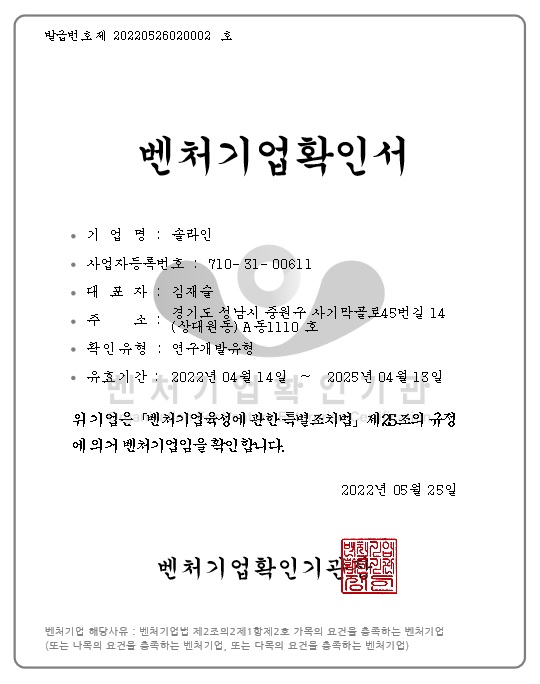 발급번호 제 20220526020002 호
벤처기업확인서
• 기 업 명 : 솔라인
• 사업자등록번호 : 710-31-00611
• 대 표 자 : 김재슬
• 주 소 : 경기도 성남시 중원구 사기막골로45번길 14
(상대원동) A동1110 호
• 확인유형 : 연구개발유형
• 유효기간 : 2022년 04월 14일 ~ 2025년 04월 13일
벤처기업확인기관
위 기업은 「벤처기업육성에 관한 특별조치법」 제25조의 규정
에 의거 벤처기업임을 확인합니다.
2022년 05월 25일
벤처기업확인기관
벤처기업 해당사유 : 벤처기업법 제2조의2제1항제2호 가목의 요건을 충족하는 벤처기업
(또는 나목의 요건을 충족하는 벤처기업, 또는 다목의 요건을 충족하는 벤처기업)